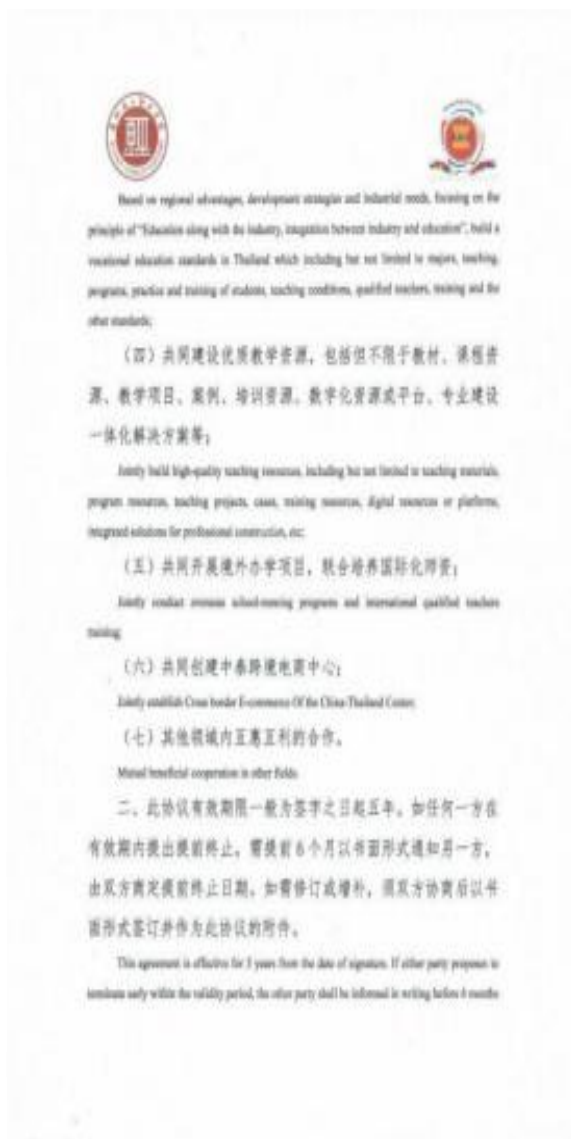 Based on regional advantages, development strategies and industrial needs, focusing on the
principle of "Education along with the industry, integration between industry and education", build a
vocational education standards in Thailand which including but not limited to majors, teaching,
programs, practice and training of students, teaching conditions, qualified teachers, training and the
other standards;
（四）共同建设优质教学资源，包括但不限于教材、课程资
源、教学项目、案例、培训资源、数字化资源或平台、专业建设
一体化解决方案等；
Jointly build high-quality teaching resources, including but not limited to teaching materials,
program resources, teaching projects, cases, training resources, digital resources or platforms,
integrated solutions for professional construction, etc;
（五）共同开展境外办学项目，联合培养国际化师资；
Jointly conduct overseas school-running programs and international qualified teachers
training;
（六）共同创建中泰跨境电商中心；
Jointly establish Cross border E-commerce Of the China-Thailand Center;
（七）其他领域内互惠互利的合作。
Mutual beneficial cooperation in other fields.
二、此协议有效期限一般为签字之日起五年。如任何一方在
有效期内提出提前终止，需提前6个月以书面形式通知另一方，
由双方商定提前终止日期。如需修订或增补，须双方协商后以书
面形式签订并作为此协议的附件。
This agreement is effective for 5 years from the date of signature. If either party proposes to
terminate early within the validity period, the other party shall be informed in writing before 6 months